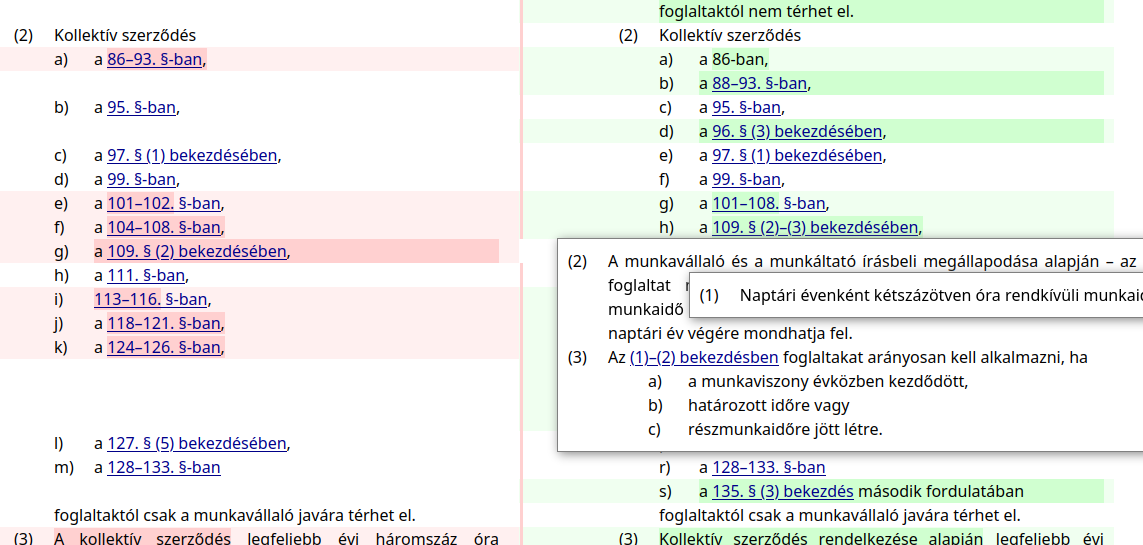 (2) Kollektív szerződés
a) a 86–93. §-ban,
b) a 95. §-ban,
c) a 97. § (1) bekezdésében,
d) a 99. §-ban,
e) a 101–102. §-ban,
f) a 104–108. §-ban,
g) a 109. § (2) bekezdésében,
h) a 111. §-ban,
i) 113–116. §-ban,
j) a 118–121. §-ban,
k) a 124–126. §-ban,
l) a 127. § (5) bekezdésében,
m) a 128–133. §-ban
foglaltaktól csak a munkavállaló javára térhet el.
(3) A kollektív szerződés legfeljebb évi háromszáz óra
foglaltaktól nem térhet el.
(2) Kollektív szerződés
a) a 86-ban,
b) a 88–93. §-ban,
c) a 95. §-ban,
d) a 96. § (3) bekezdésében,
e) a 97. § (1) bekezdésében,
f) a 99. §-ban,
g) a 101–108. §-ban,
h) a 109. § (2)–(3) bekezdésében,
(2) A munkavállaló és a munkáltató írásbeli megállapodása alapján – az
foglaltat
(1) Naptári évenként kétszázötven óra rendkívüli
munkaidő
naptári év végére mondhatja fel.
(3) Az (1)–(2) bekezdésben foglaltakat arányosan kell alkalmazni, ha
a) a munkaviszony évközben kezdődött,
b) határozott időre vagy
c) részmunkaidőre jött létre.
r) a 128–133. §-ban
s) a 135. § (3) bekezdés második fordulatában
foglaltaktól csak a munkavállaló javára térhet el.
(3) Kollektív szerződés rendelkezése alapján legfeljebb évi